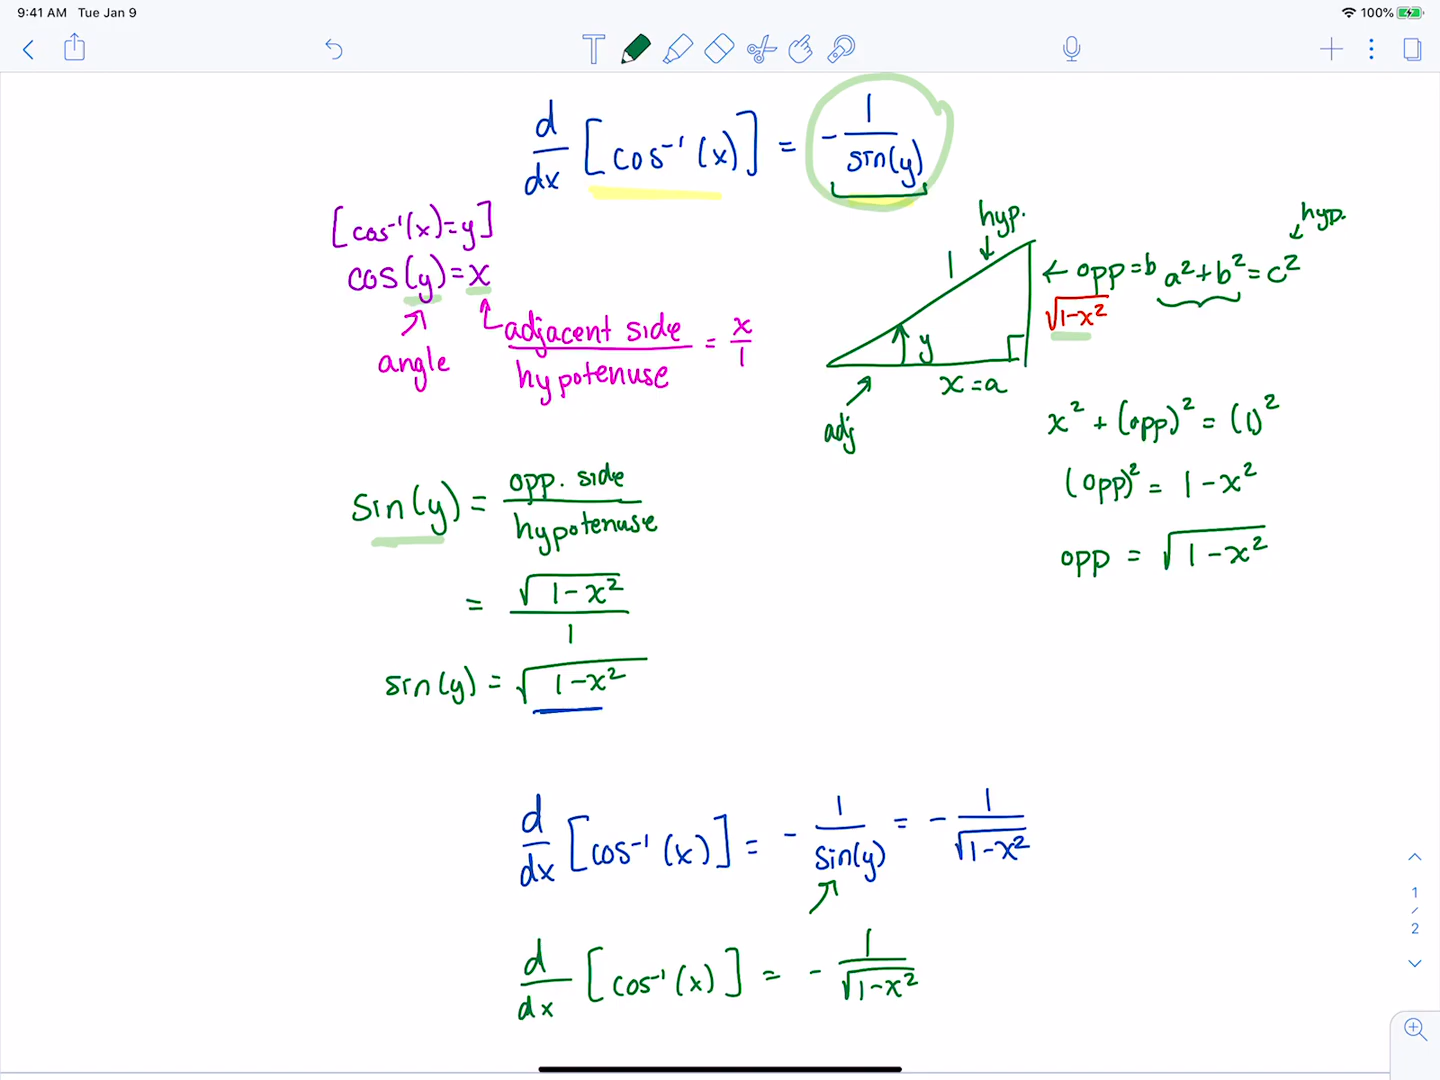 9:41 AM Tue Jan 9
100%
T
d/dx [cos⁻¹(x)] = - 1/sin(y)
[cos⁻¹(x)=y]
cos(y)=x
angle
adjacent side/hypotenuse = x/1
hyp.
1
y
x=a
adj
← opp=b
√1-x²
hyp.
a²+b²=c²
x²+(opp)²=(1)²
(opp)²=1-x²
opp = √1-x²
sin(y) = opp. side/hypotenuse
= √1-x²/1
sin(y) = √1-x²
d/dx [cos⁻¹(x)] = - 1/sin(y) = - 1/√1-x²
d/dx [cos⁻¹(x)] = - 1/√1-x²
1
/
2